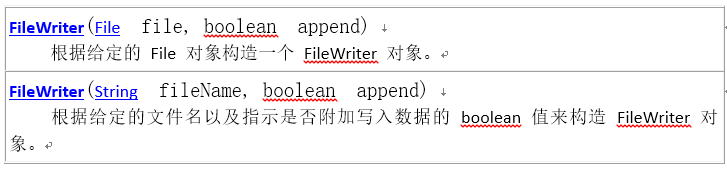 FileWriter(File file, boolean append)
根据给定的 File 对象构造一个 FileWriter 对象。
FileWriter(String fileName, boolean append)
根据给定的文件名以及指示是否附加写入数据的 boolean 值来构造 FileWriter 对
象。